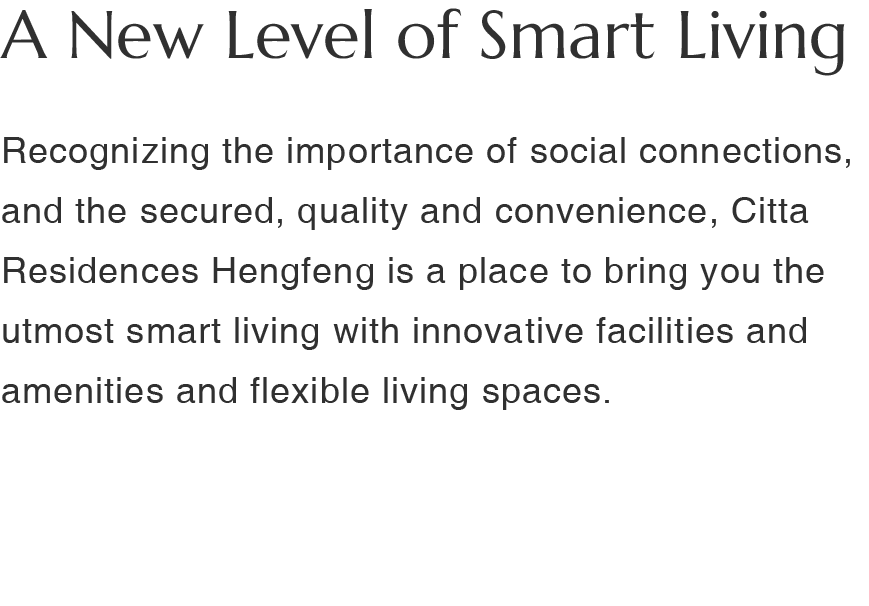 A New Level of Smart Living
Recognizing the importance of social connections,
and the secured, quality and convenience, Citta
Residences Hengfeng is a place to bring you the
utmost smart living with innovative facilities and
amenities and flexible living spaces.